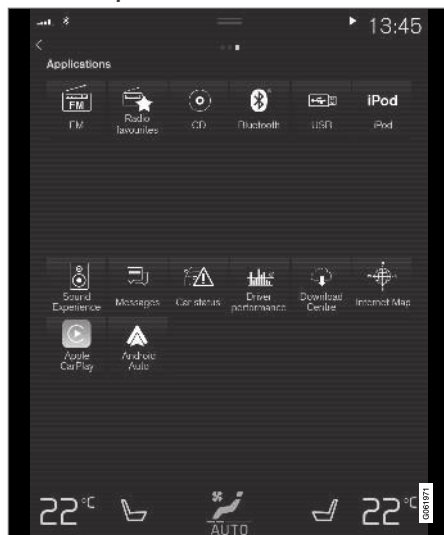 13:45
Applications
FM
iPod
FM
Radio favourites
CD
Bluetooth
USB
iPod
Sound Experience
Messages
Car status
Driver performance
Download Centre
Internet Map
Apple CarPlay
Android Auto
22°C
AUTO
22°C
G061971